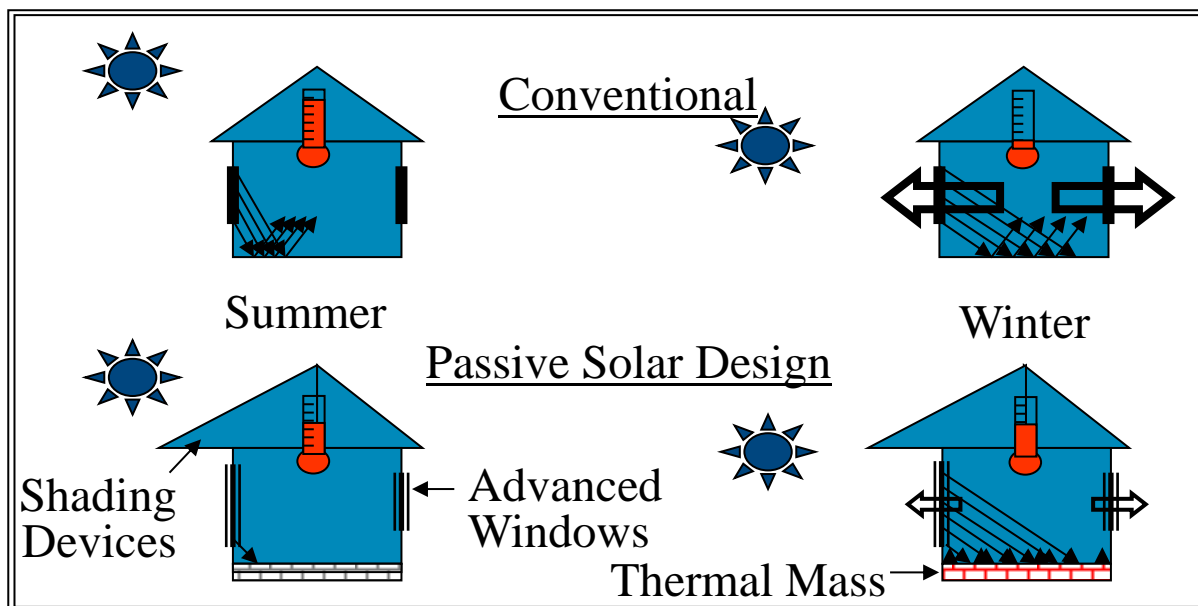 Conventional
Summer
Winter
Passive Solar Design
Shading
Devices
Advanced
Windows
Thermal Mass